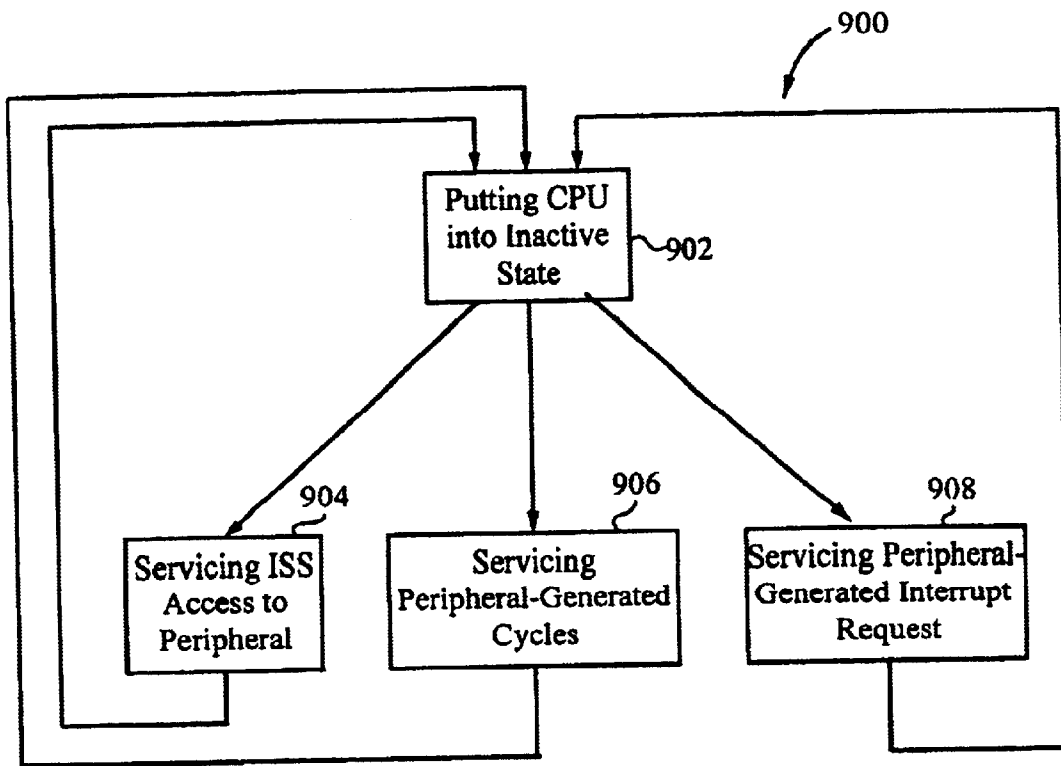 900
Putting CPU
into Inactive
State
902
904
Servicing ISS
Access to
Peripheral
906
Servicing
Peripheral-Generated
Cycles
908
Servicing Peripheral-
Generated Interrupt
Request